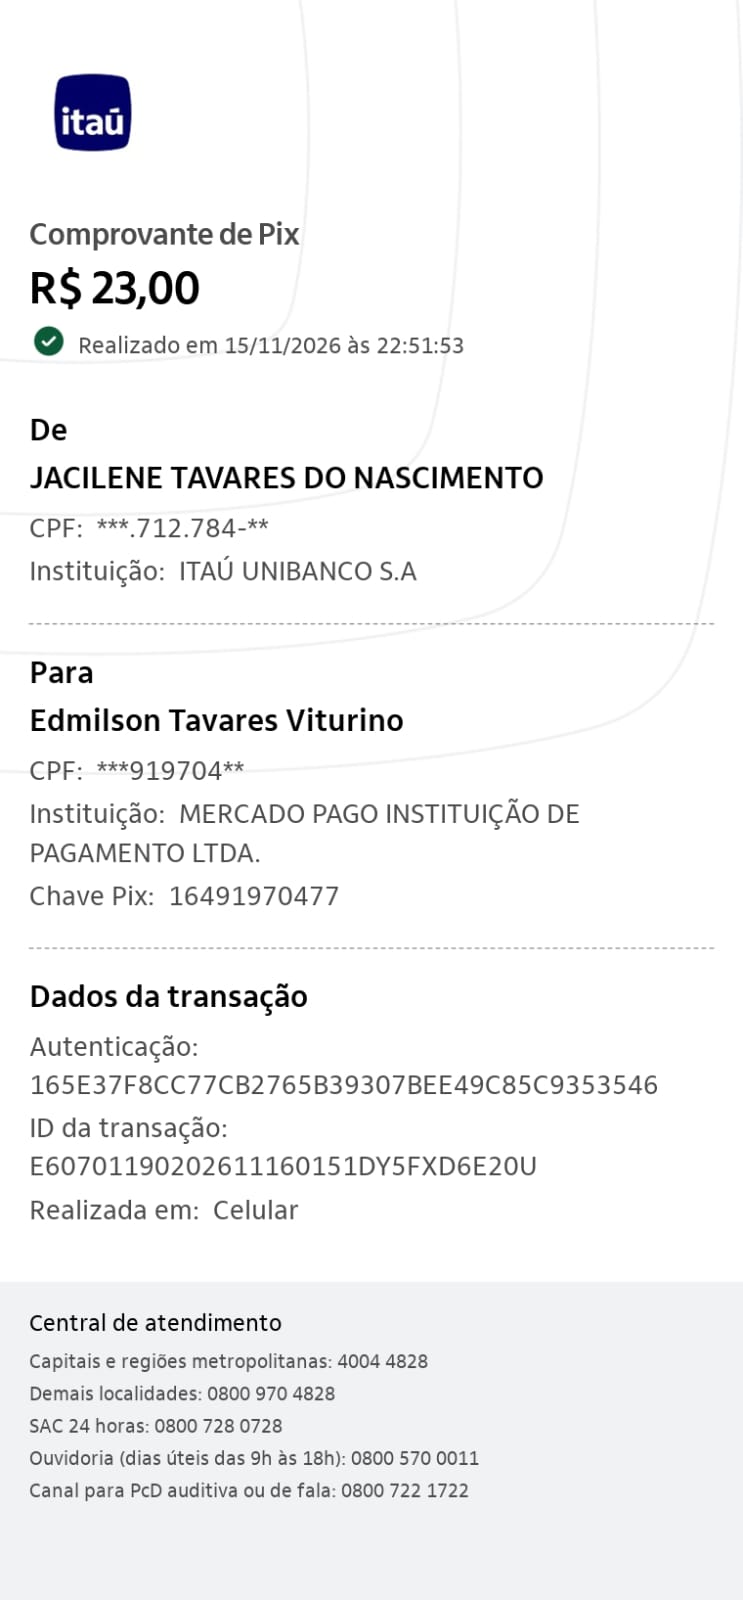 itaú
Comprovante de Pix
R$ 23,00
Realizado em 15/11/2026 às 22:51:53
De
JACILENE TAVARES DO NASCIMENTO
CPF: ***.712.784-**
Instituição: ITAÚ UNIBANCO S.A
Para
Edmilson Tavares Viturino
CPF: ***919704**
Instituição: MERCADO PAGO INSTITUIÇÃO DE
PAGAMENTO LTDA.
Chave Pix: 16491970477
Dados da transação
Autenticação:
165E37F8CC77CB2765B39307BEE49C85C9353546
ID da transação:
E60701190202611160151DY5FXD6E20U
Realizada em: Celular
Central de atendimento
Capitais e regiões metropolitanas: 4004 4828
Demais localidades: 0800 970 4828
SAC 24 horas: 0800 728 0728
Ouvidoria (dias úteis das 9h às 18h): 0800 570 0011
Canal para PcD auditiva ou de fala: 0800 722 1722